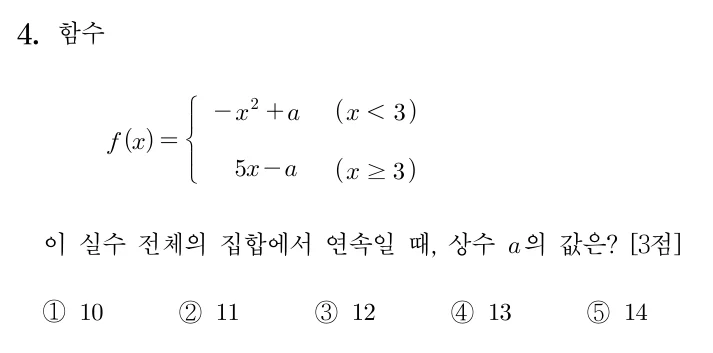 4. 함수
f(x) = { -x² + a (x < 3)
5x - a (x ≥ 3)
이 실수 전체의 집합에서 연속일 때, 상수 a의 값은? [3점]
① 10 ② 11 ③ 12 ④ 13 ⑤ 14